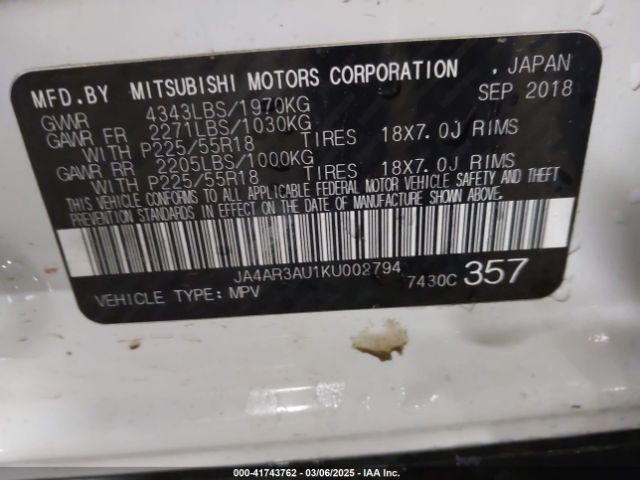 MFD.BY MITSUBISHI MOTORS CORPORATION , JAPAN
GVWR 4343LBS/1970KG SEP 2018
GAWR FR 2271LBS/1030KG
WITH P225/55R18 TIRES 18X7.0J RIMS
GAWR RR 2205LBS/1000KG
WITH P225/55R18 TIRES 18X7.0J RIMS
THIS VEHICLE CONFORMS TO ALL APPLICABLE FEDERAL MOTOR VEHICLE SAFETY AND THEFT
PREVENTION STANDARDS IN EFFECT ON THE DATE OF MANUFACTURE SHOWN ABOVE.
JA4AR3AU1KU002794
VEHICLE TYPE: MPV 7430C 357
000-41743762 - 03/06/2025 - IAA Inc.